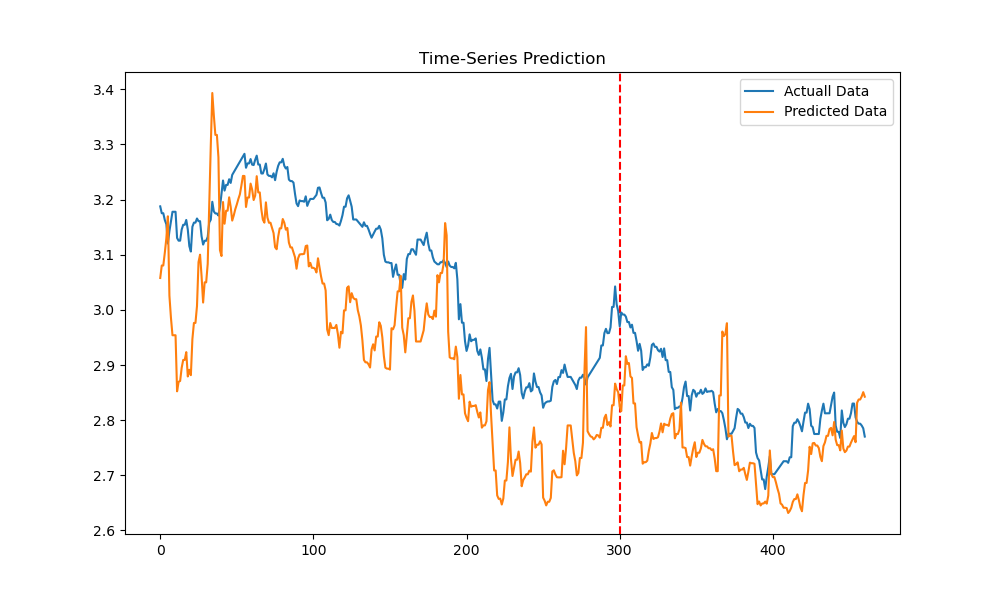 Time-Series Prediction
Actuall Data
Predicted Data
3.4
3.3
3.2
3.1
3.0
2.9
2.8
2.7
2.6
0 100 200 300 400